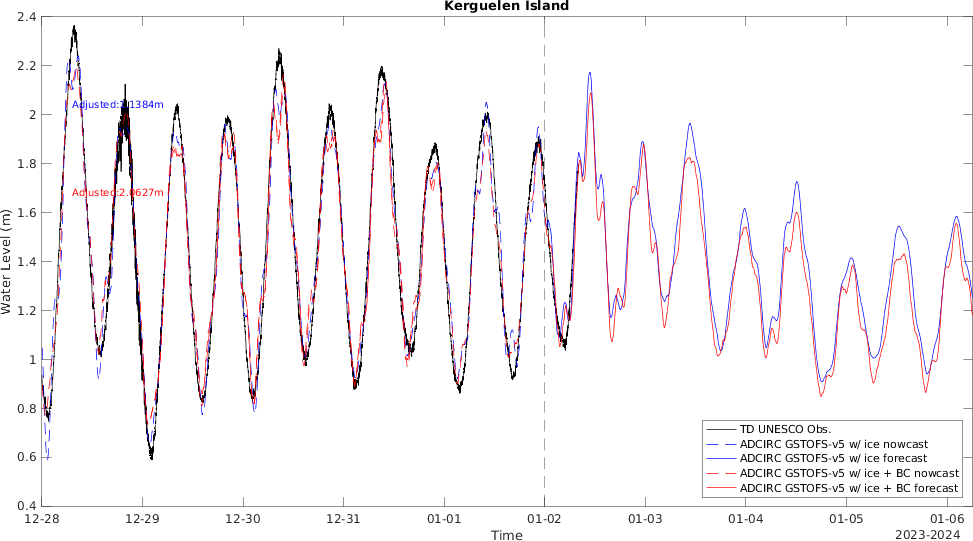 Kerguelen Island
2.4
2.2
2
1.8
1.6
1.4
1.2
1
0.8
0.6
0.4
Water Level (m)
Adjusted:2.1384m
Adjusted:2.0627m
TD UNESCO Obs.
ADCIRC GSTOFS-v5 w/ ice nowcast
ADCIRC GSTOFS-v5 w/ ice forecast
ADCIRC GSTOFS-v5 w/ ice + BC nowcast
ADCIRC GSTOFS-v5 w/ ice + BC forecast
12-28 12-29 12-30 12-31 01-01 01-02 01-03 01-04 01-05 01-06
Time
2023-2024